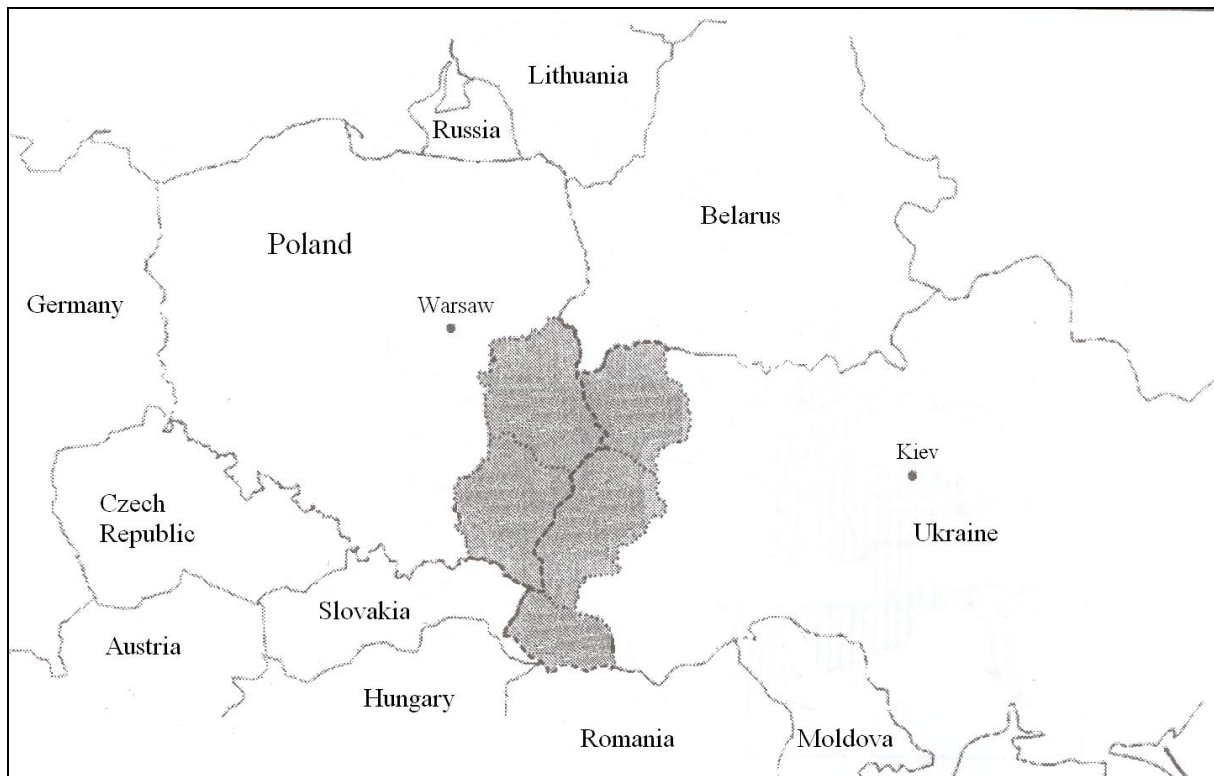 Lithuania
Russia
Belarus
Poland
Germany
Warsaw
Kiev
Czech
Republic
Ukraine
Slovakia
Austria
Hungary
Romania
Moldova